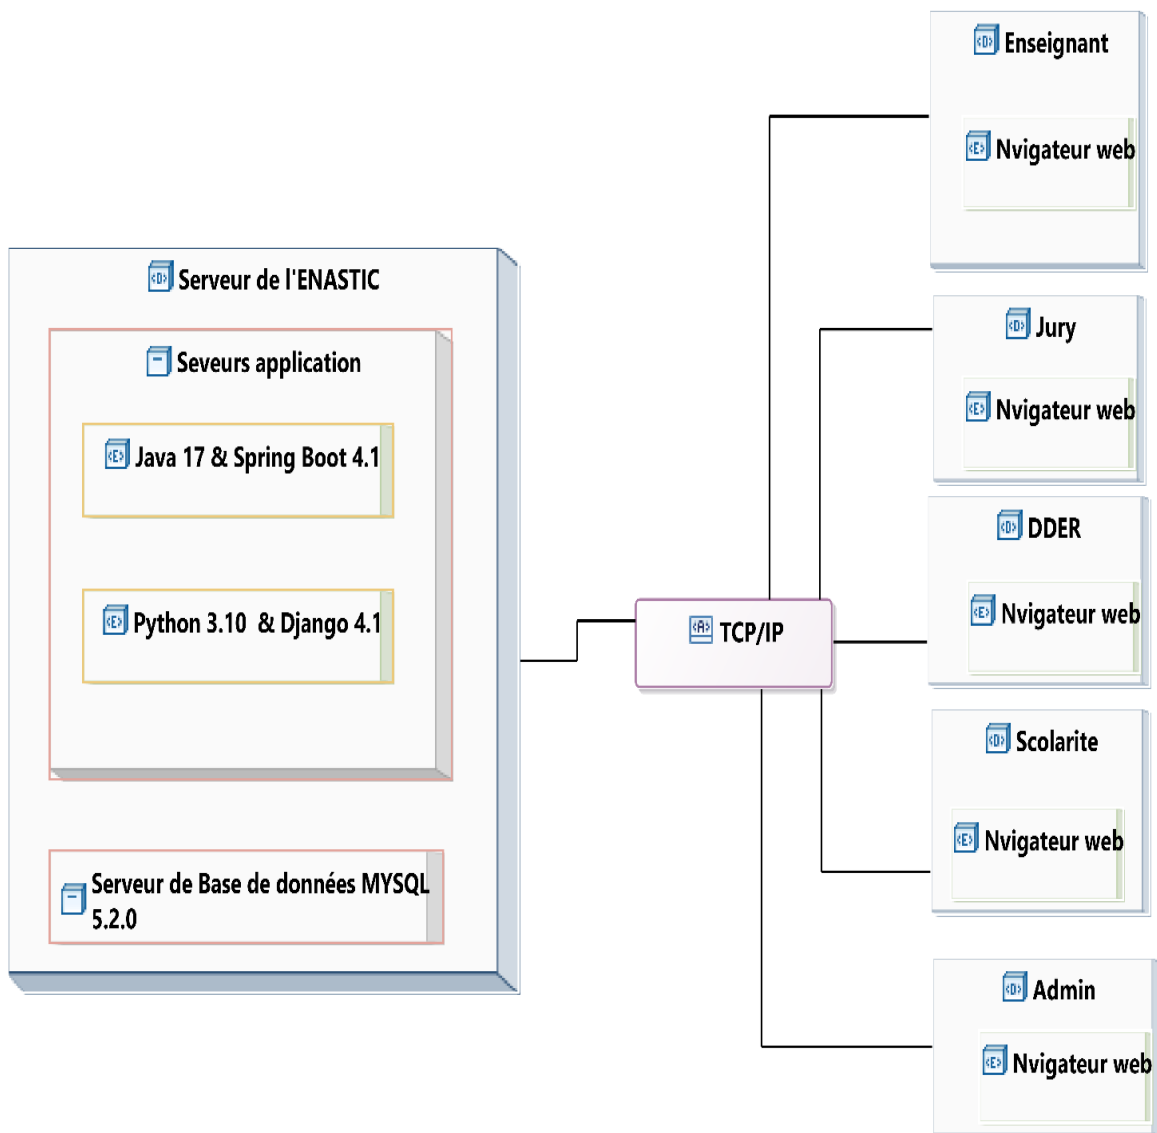 Serveur de l'ENASTIC
Seveurs application
Java 17 & Spring Boot 4.1
Python 3.10 & Django 4.1
Serveur de Base de données MYSQL
5.2.0
TCP/IP
Enseignant
Nvigateur web
Jury
Nvigateur web
DDER
Nvigateur web
Scolarite
Nvigateur web
Admin
Nvigateur web